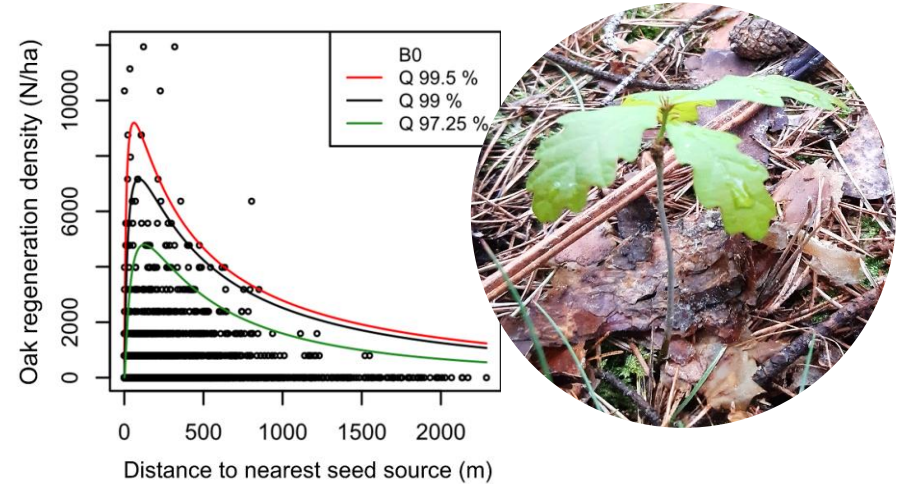 Oak regeneration density (N/ha)
10000
6000
2000
0
B0
Q 99.5 %
Q 99 %
Q 97.25 %
0 500 1000 1500 2000
Distance to nearest seed source (m)